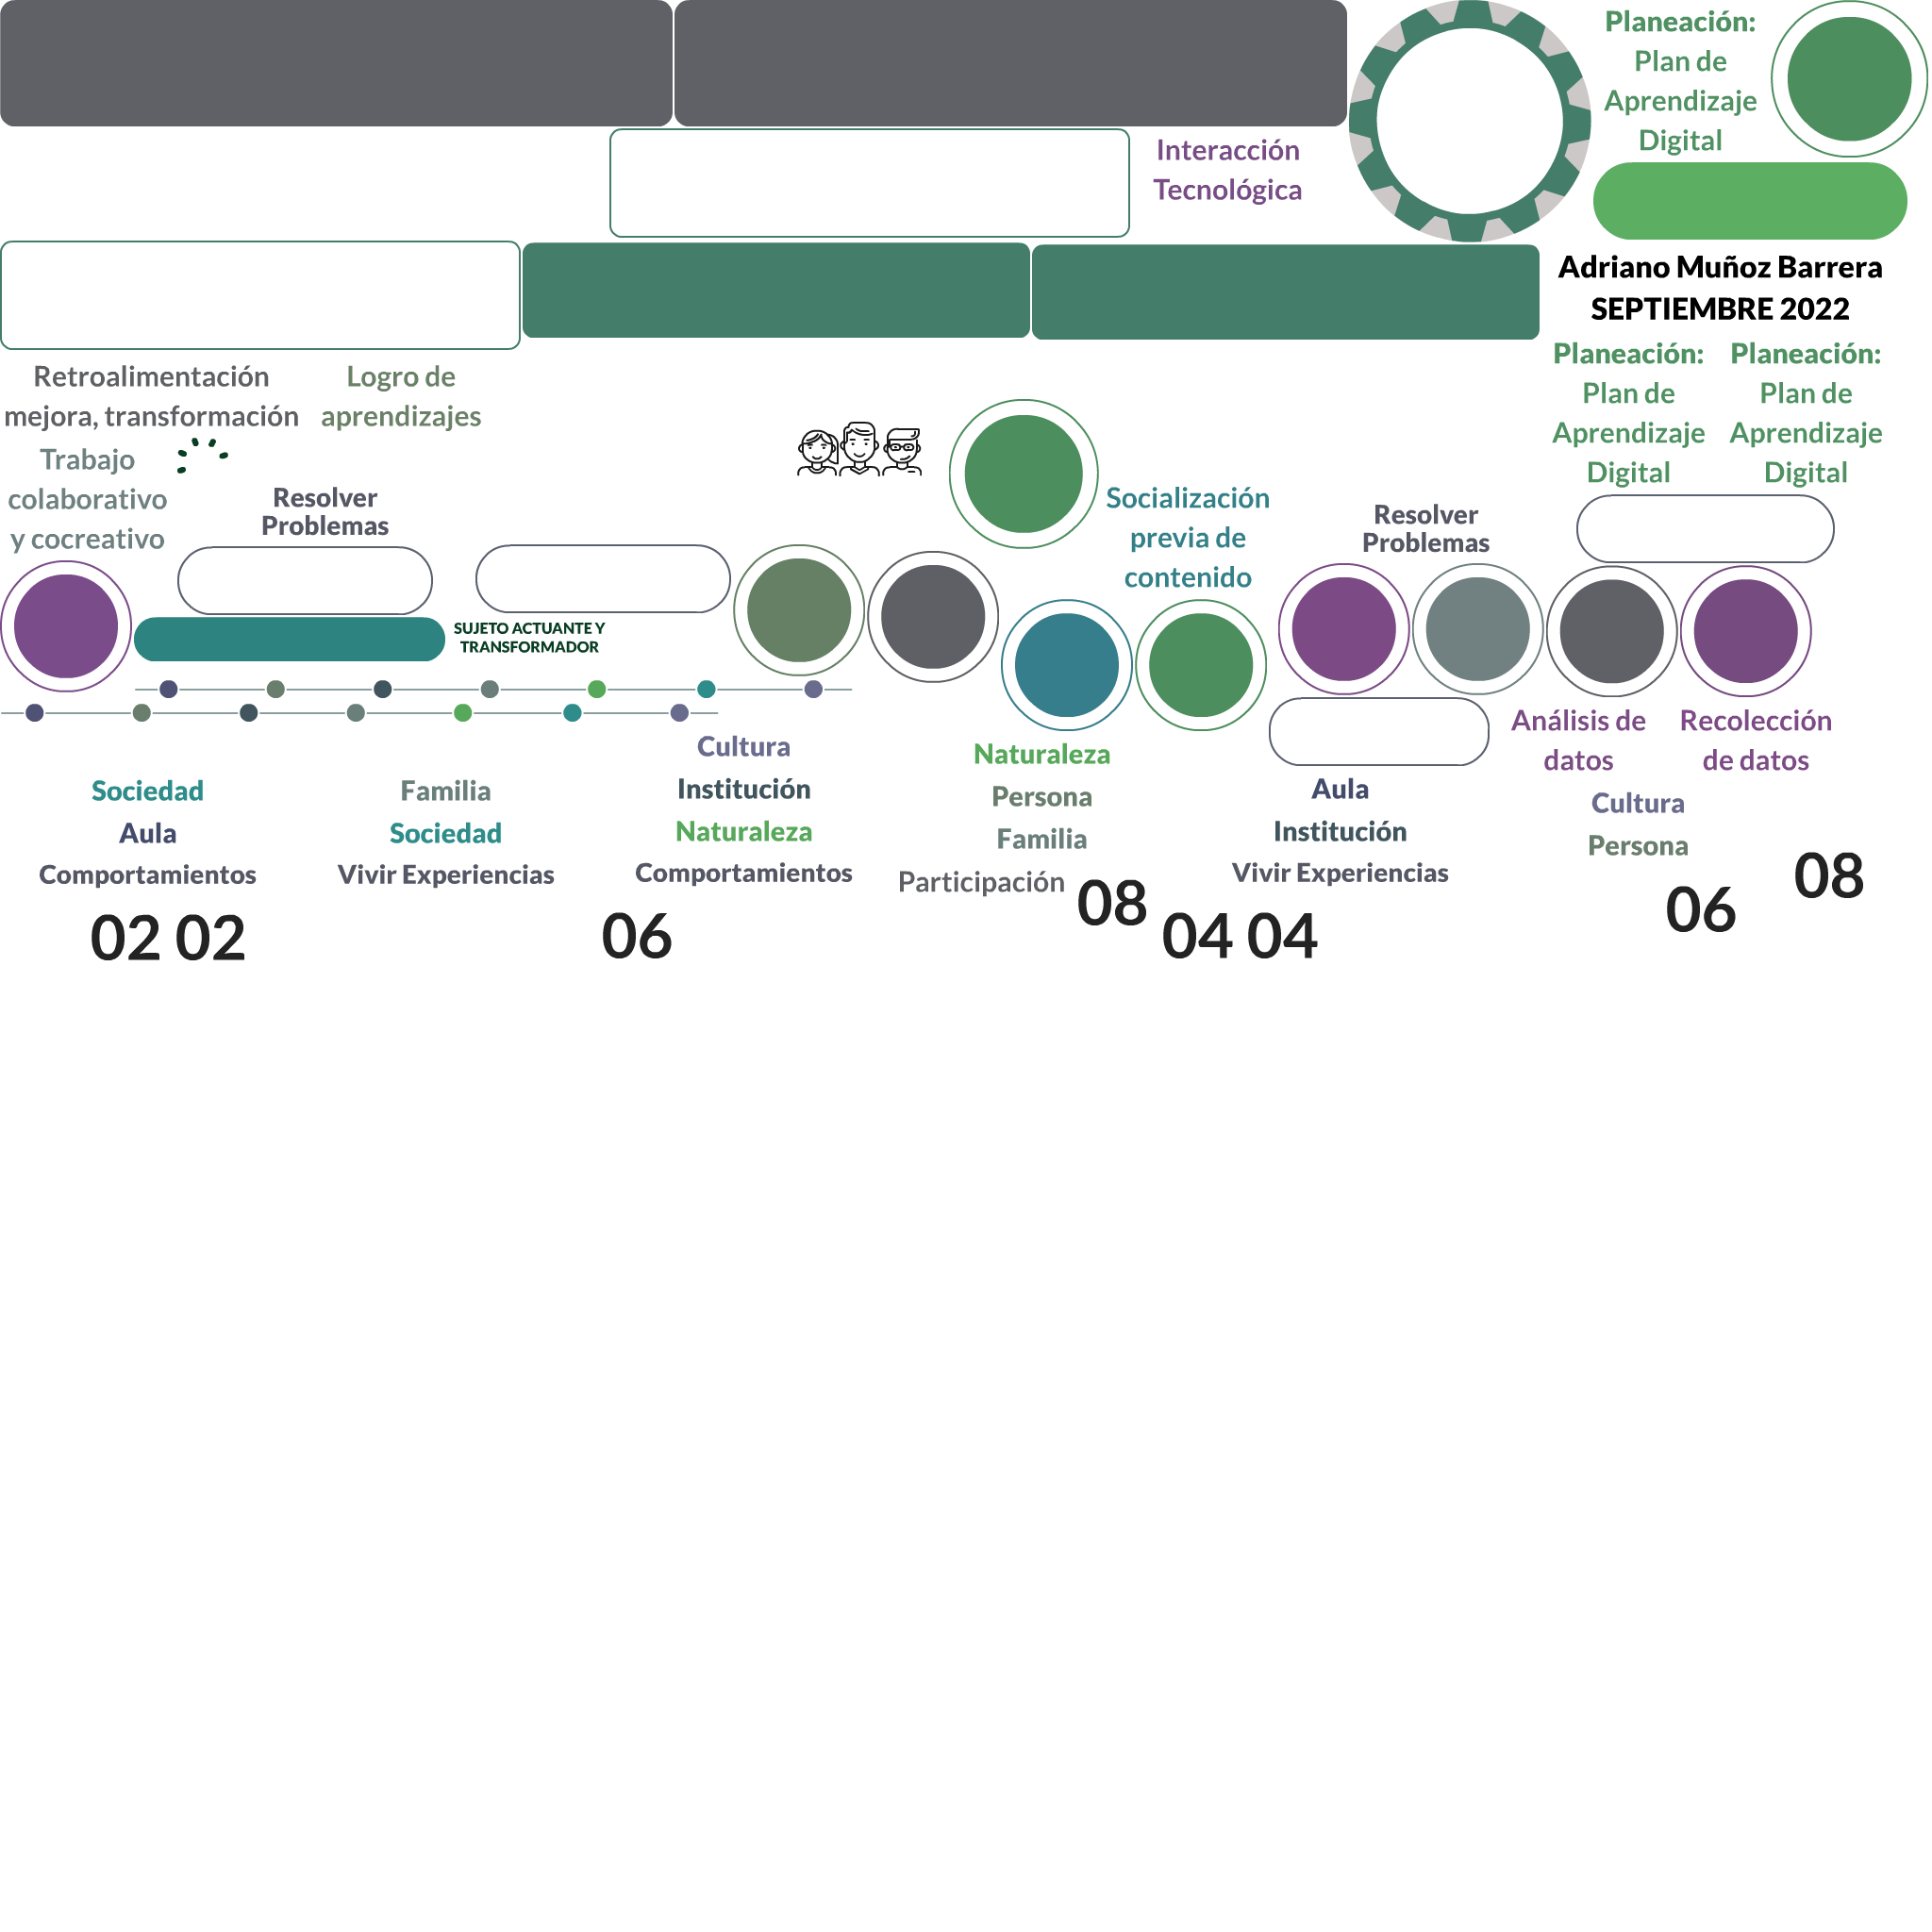 Planeación:
Plan de
Aprendizaje
Digital
Interacción
Tecnológica
Adriano Muñoz Barrera
SEPTIEMBRE 2022
Planeación:
Plan de
Aprendizaje
Digital
Planeación:
Plan de
Aprendizaje
Digital
Retroalimentación
mejora, transformación
Logro de
aprendizajes
Trabajo
colaborativo
y cocreativo
Resolver
Problemas
Socialización
previa de
contenido
Resolver
Problemas
SUJETO ACTUANTE Y
TRANSFORMADOR
Análisis de
datos
Recolección
de datos
Sociedad
Aula
Comportamientos
Familia
Sociedad
Vivir Experiencias
Cultura
Institución
Naturaleza
Comportamientos
Naturaleza
Persona
Familia
Participación
Aula
Institución
Vivir Experiencias
Cultura
Persona
02
02
06
08
04
04
06
08